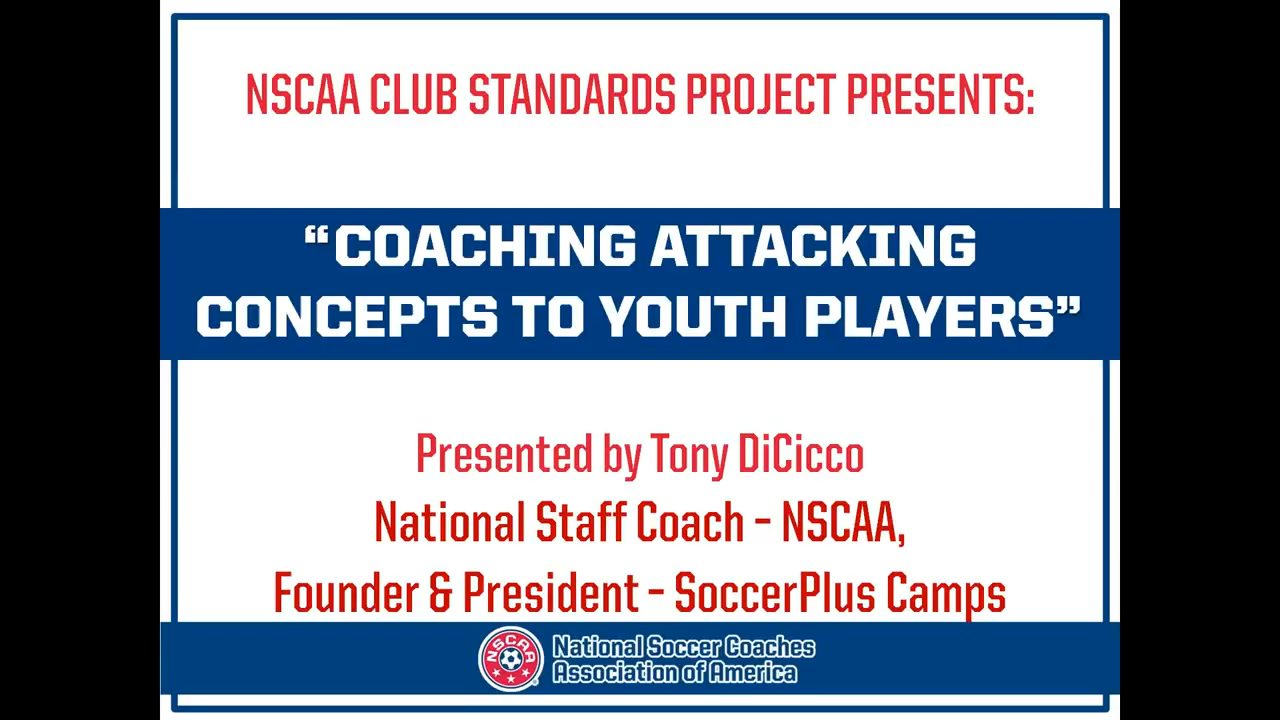 NSCAA CLUB STANDARDS PROJECT PRESENTS:
“COACHING ATTACKING
CONCEPTS TO YOUTH PLAYERS”
Presented by Tony DiCicco
National Staff Coach - NSCAA,
Founder & President - SoccerPlus Camps
NSCAA
National Soccer Coaches
Association of America